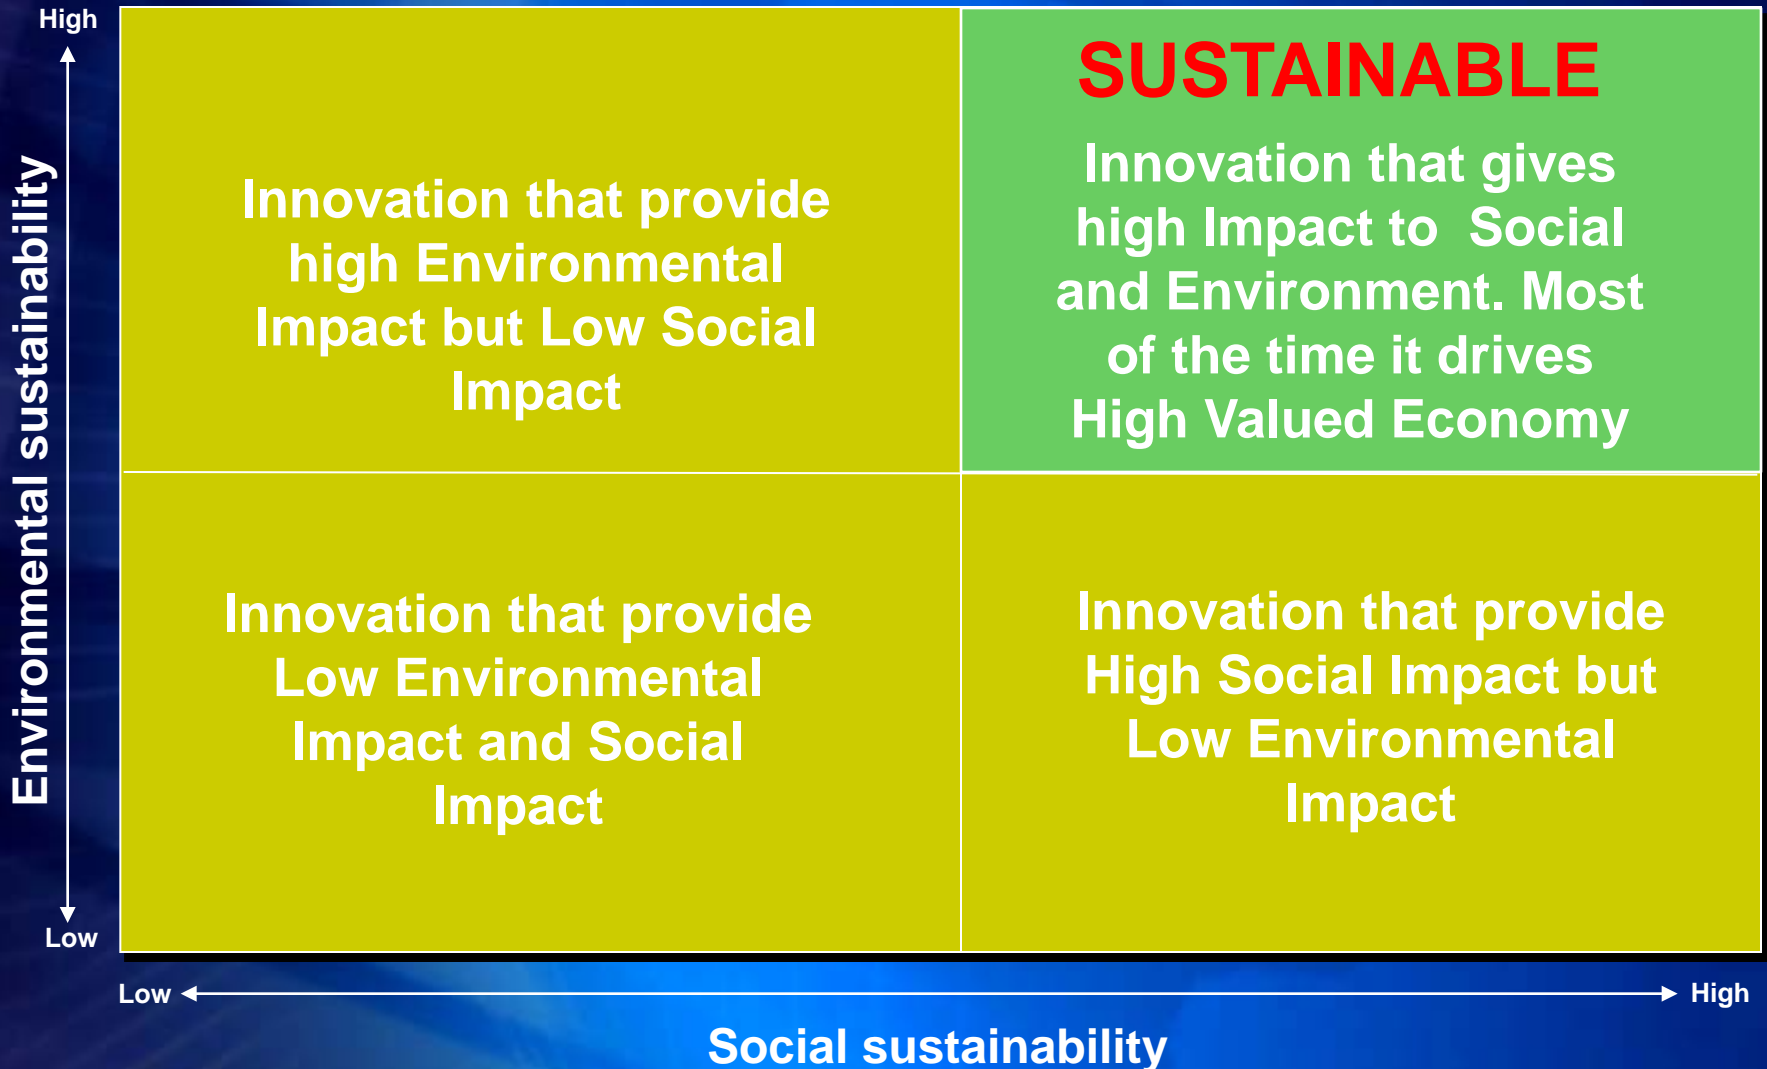 High
Environmental sustainability
Low
Innovation that provide
high Environmental
Impact but Low Social
Impact
SUSTAINABLE
Innovation that gives
high Impact to  Social
and Environment. Most
of the time it drives
High Valued Economy
Innovation that provide
Low Environmental
Impact and Social
Impact
Innovation that provide
High Social Impact but
Low Environmental
Impact
Low
High
Social sustainability